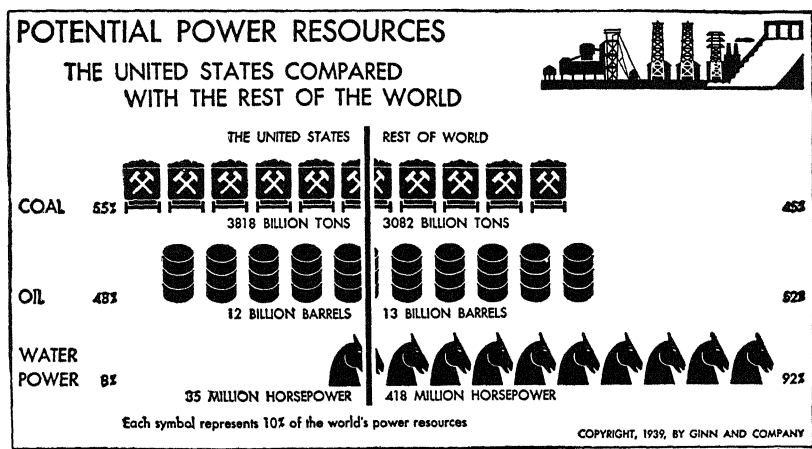 POTENTIAL POWER RESOURCES
THE UNITED STATES COMPARED
WITH THE REST OF THE WORLD
THE UNITED STATES REST OF WORLD
COAL 55% 45%
3818 BILLION TONS 3082 BILLION TONS
OIL 48% 52%
12 BILLION BARRELS 13 BILLION BARRELS
WATER
POWER 8% 92%
35 MILLION HORSEPOWER 418 MILLION HORSEPOWER
Each symbol represents 10% of the world's power resources
COPYRIGHT, 1939, BY GINN AND COMPANY